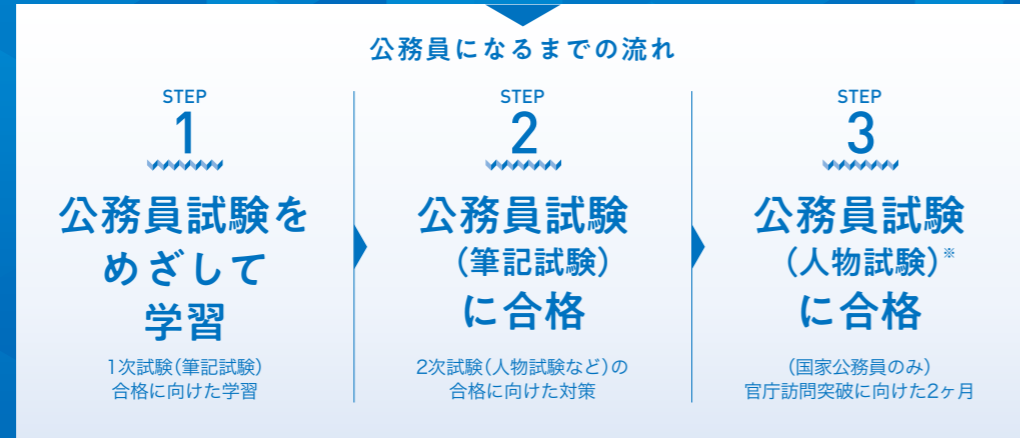 公務員になるまでの流れ
STEP
1
公務員試験を
めざして
学習
1次試験(筆記試験)
合格に向けた学習
STEP
2
公務員試験
(筆記試験)
に合格
2次試験(人物試験など)の
合格に向けた対策
STEP
3
公務員試験
(人物試験)※
に合格
(国家公務員のみ)
官庁訪問突破に向けた2ヶ月